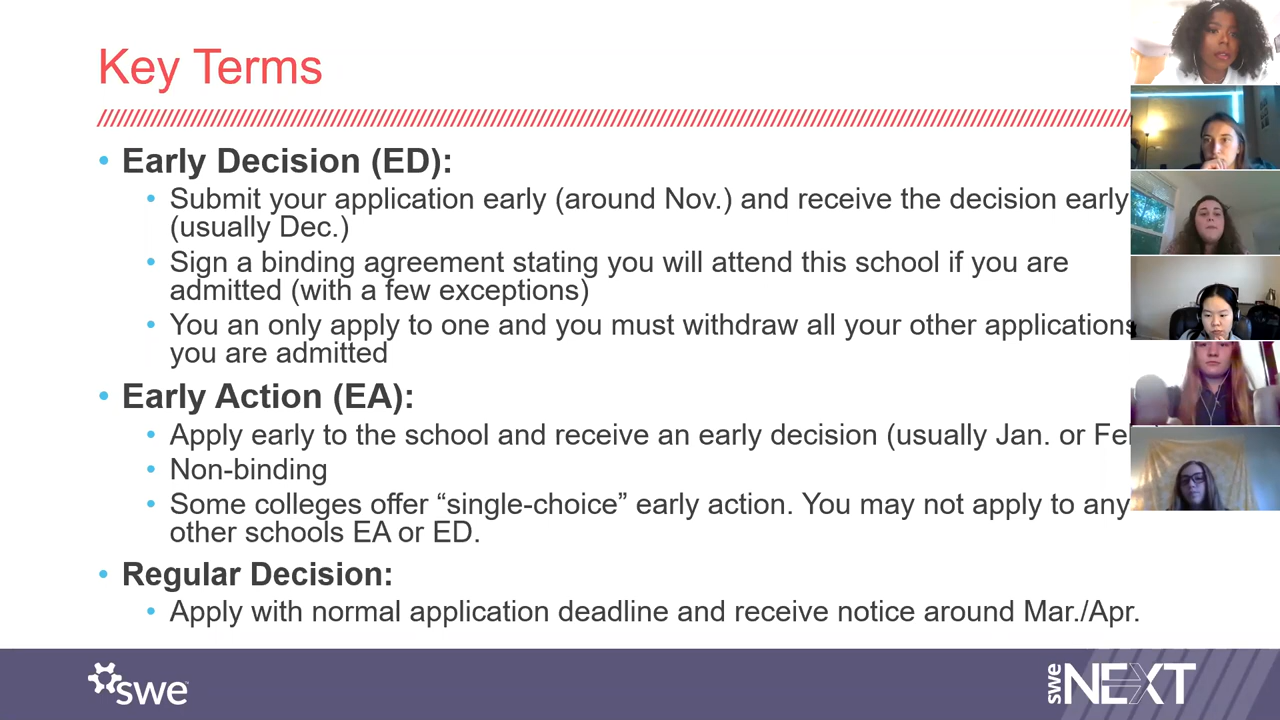 Key Terms
• Early Decision (ED):
• Submit your application early (around Nov.) and receive the decision early
(usually Dec.)
• Sign a binding agreement stating you will attend this school if you are
admitted (with a few exceptions)
• You an only apply to one and you must withdraw all your other applications
you are admitted
• Early Action (EA):
• Apply early to the school and receive an early decision (usually Jan. or
• Non-binding
• Some colleges offer “single-choice” early action. You may not apply to any
other schools EA or ED.
• Regular Decision:
• Apply with normal application deadline and receive notice around Mar./Apr.
swe
swe NEXT